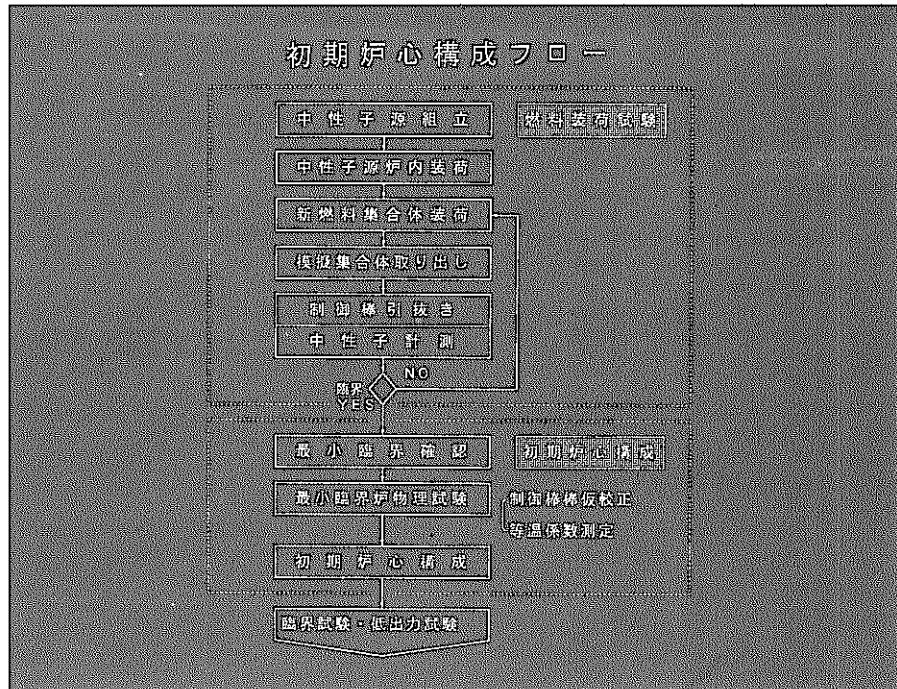 初期炉心構成フロー
中性子源組立
燃料装荷試験
中性子源炉内装荷
新燃料集合体装荷
模擬集合体取り出し
制御棒引抜き
中性子計測
NO
臨界
YES
最小臨界確認
初期炉心構成
最小臨界炉物理試験
制御棒棒仮較正
等温係数測定
初期炉心構成
臨界試験・低出力試験